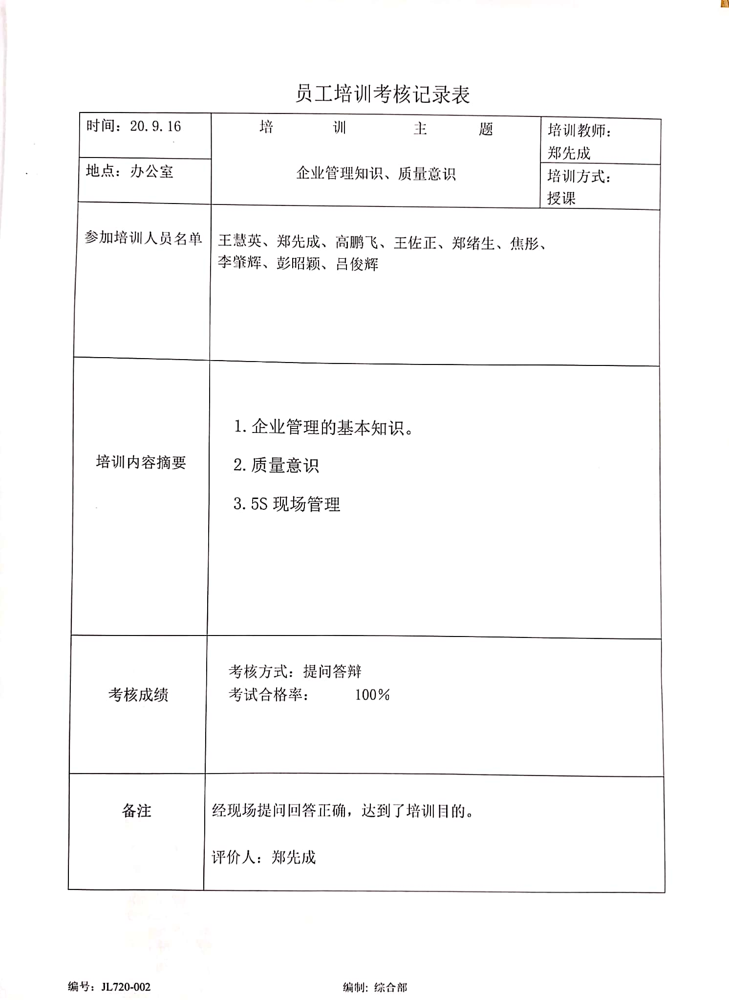 员工培训考核记录表
时间：20.9.16
培 训 主 题
培训教师：
郑先成
地点：办公室
企业管理知识、质量意识
培训方式：
授课
参加培训人员名单
王慧英、郑先成、高鹏飞、王佐正、郑绪生、焦彤、
李肇辉、彭昭颖、吕俊辉
培训内容摘要
1.企业管理的基本知识。
2.质量意识
3.5S 现场管理
考核成绩
考核方式：提问答辩
考试合格率： 100%
备注
经现场提问回答正确，达到了培训目的。
评价人：郑先成
编号：JL720-002
编制：综合部